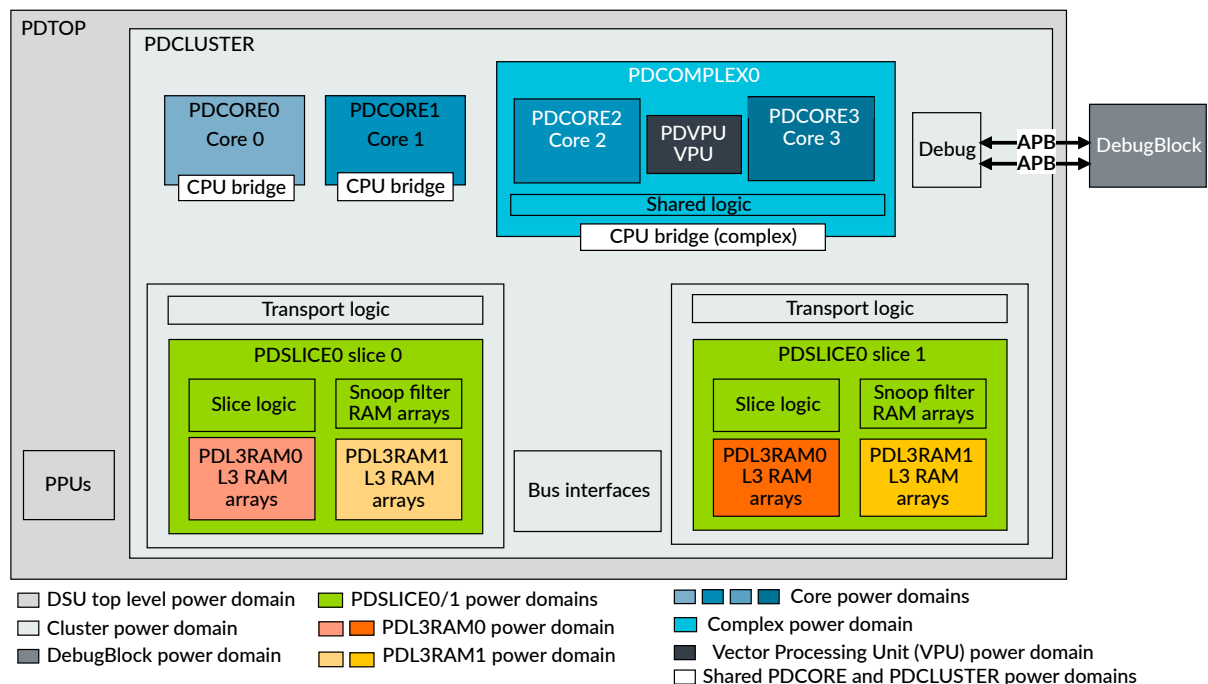 PDTOP
PDCLUSTER
PDCORE0
Core 0
CPU bridge
PDCORE1
Core 1
CPU bridge
PDCOMPLEX0
PDCORE2
Core 2
PDVPU
VPU
PDCORE3
Core 3
Shared logic
CPU bridge (complex)
Debug
APB
APB
DebugBlock
Transport logic
PDSLICE0 slice 0
Slice logic
Snoop filter
RAM arrays
PDL3RAM0
L3 RAM
arrays
PDL3RAM1
L3 RAM
arrays
PPUs
Bus interfaces
Transport logic
PDSLICE0 slice 1
Slice logic
Snoop filter
RAM arrays
PDL3RAM0
L3 RAM
arrays
PDL3RAM1
L3 RAM
arrays
DSU top level power domain
Cluster power domain
DebugBlock power domain
PDSLICE0/1 power domains
PDL3RAM0 power domain
PDL3RAM1 power domain
Core power domains
Complex power domain
Vector Processing Unit (VPU) power domain
Shared PDCORE and PDCLUSTER power domains